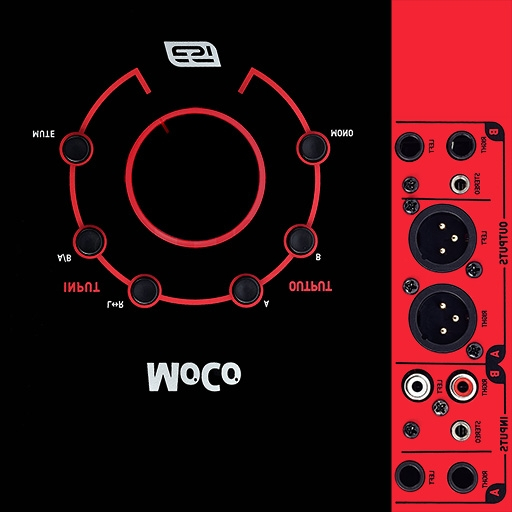 ESI
MUTE
MONO
A/B
B
INPUT
OUTPUT
L↔R
A
MoCo
B
LEFT
RIGHT
STEREO
OUTPUTS
LEFT
RIGHT
A
B
LEFT
RIGHT
STEREO
INPUTS
LEFT
RIGHT
A